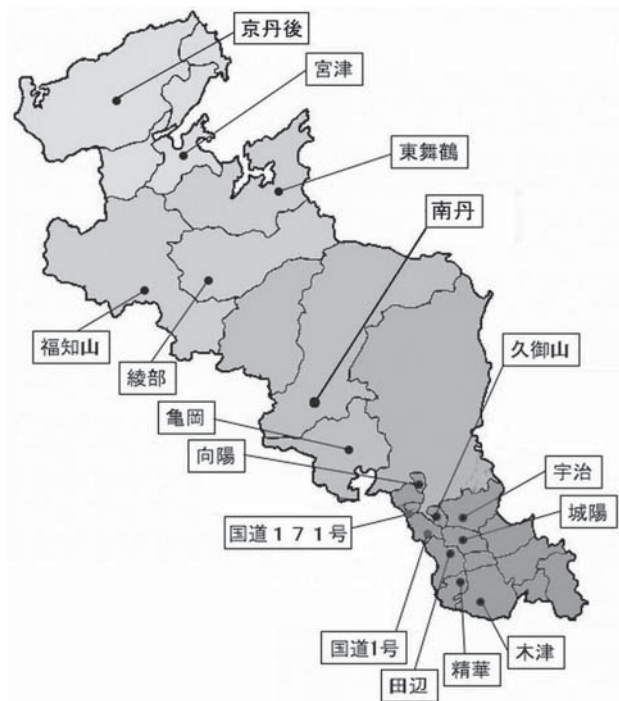 京丹後
宮津
東舞鶴
南丹
福知山
綾部
久御山
亀岡
向陽
宇治
城陽
国道171号
国道1号
田辺
精華
木津